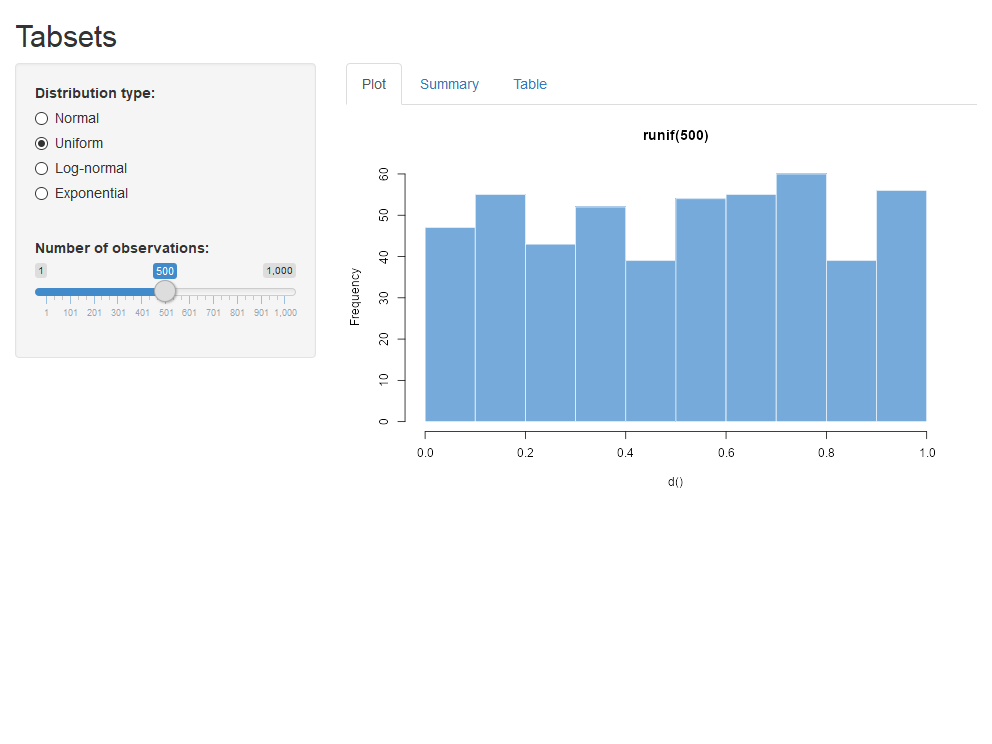 Tabsets
Distribution type:
Normal
Uniform
Log-normal
Exponential
Number of observations:
1 500 1,000
1 101 201 301 401 501 601 701 801 901 1,000
Plot Summary Table
runif(500)
Frequency
60
50
40
30
20
10
0
0.0 0.2 0.4 0.6 0.8 1.0
d()